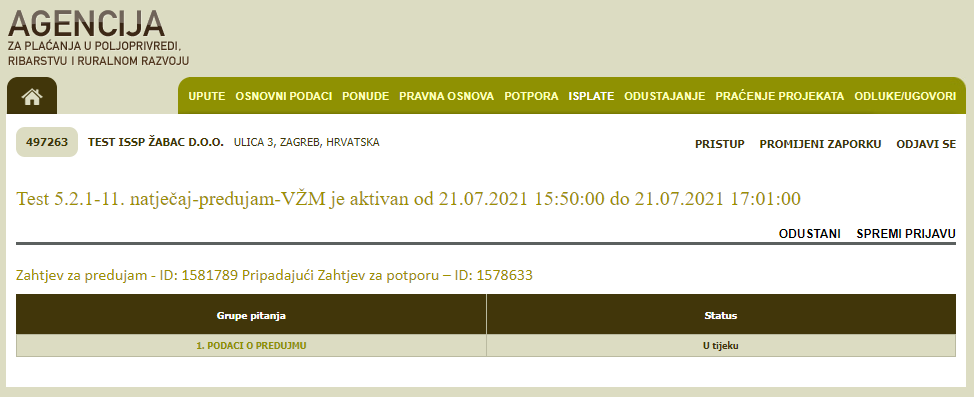 AGENCIJA
ZA PLAĆANJA U POLJOPRIVREDI,
RIBARSTVU I RURALNOM RAZVOJU
UPUTE OSNOVNI PODACI PONUDE PRAVNA OSNOVA POTPORA ISPLATE ODUSTAJANJE PRAĆENJE PROJEKATA ODLUKE/UGOVORI
497263 TEST ISSP ŽABAC D.O.O. ULICA 3, ZAGREB, HRVATSKA
PRISTUP PROMIJENI ZAPORKU ODJAVI SE
Test 5.2.1-11. natječaj-predujam-VŽM je aktivan od 21.07.2021 15:50:00 do 21.07.2021 17:01:00
ODUSTANI SPREMI PRIJAVU
Zahtjev za predujam - ID: 1581789 Pripadajući Zahtjev za potporu – ID: 1578633
Grupe pitanja Status
1. PODACI O PREDUJMU U tijeku